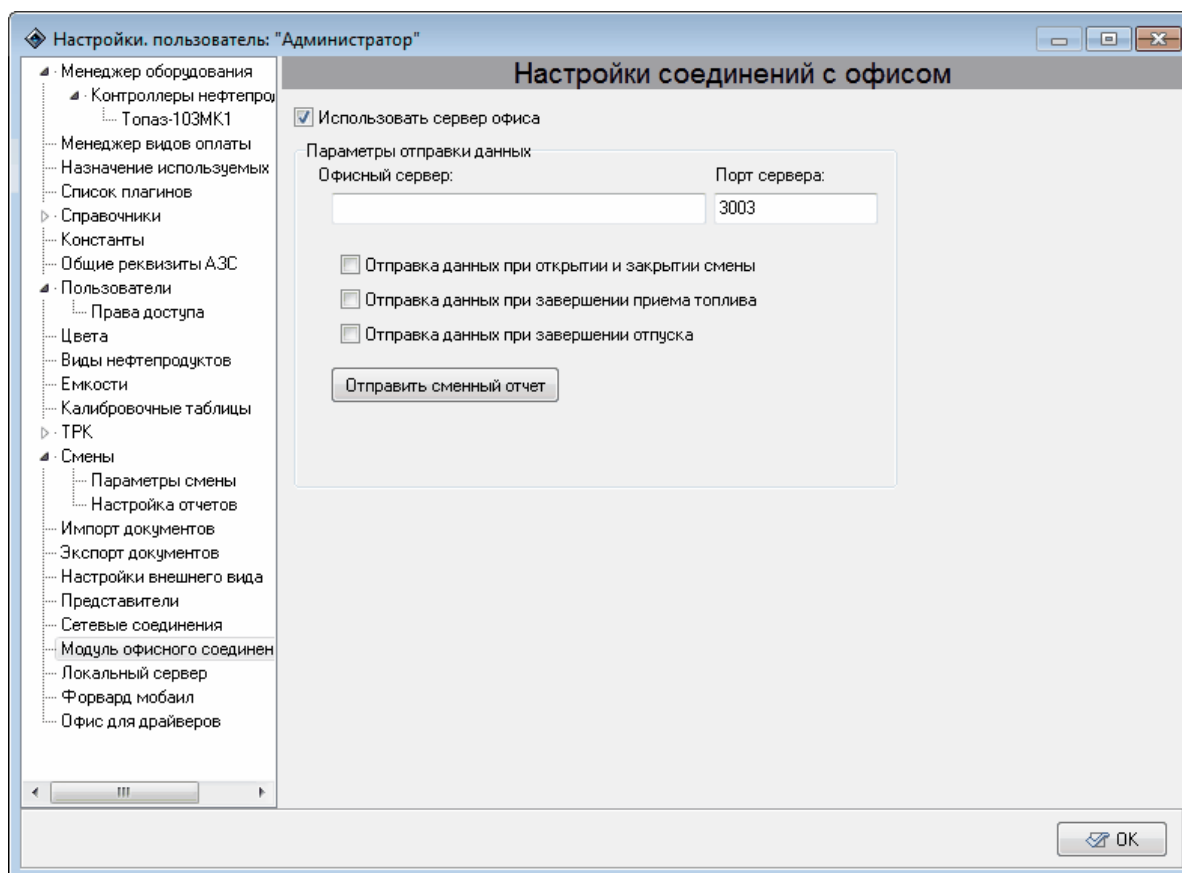 Настройки. пользователь: "Администратор"
Менеджер оборудования
Контроллеры нефтепро
Топаз-103МК1
Менеджер видов оплаты
Назначение используемых
Список плагинов
Справочники
Константы
Общие реквизиты АЗС
Пользователи
Права доступа
Цвета
Виды нефтепродуктов
Емкости
Калибровочные таблицы
ТРК
Смены
Параметры смены
Настройка отчетов
Импорт документов
Экспорт документов
Настройки внешнего вида
Представители
Сетевые соединения
Модуль офисного соединен
Локальный сервер
Форвард мобаил
Офис для драйверов
Настройки соединений с офисом
Использовать сервер офиса
Параметры отправки данных
Офисный сервер: Порт сервера:
3003
Отправка данных при открытии и закрытии смены
Отправка данных при завершении приема топлива
Отправка данных при завершении отпуска
Отправить сменный отчет
OK